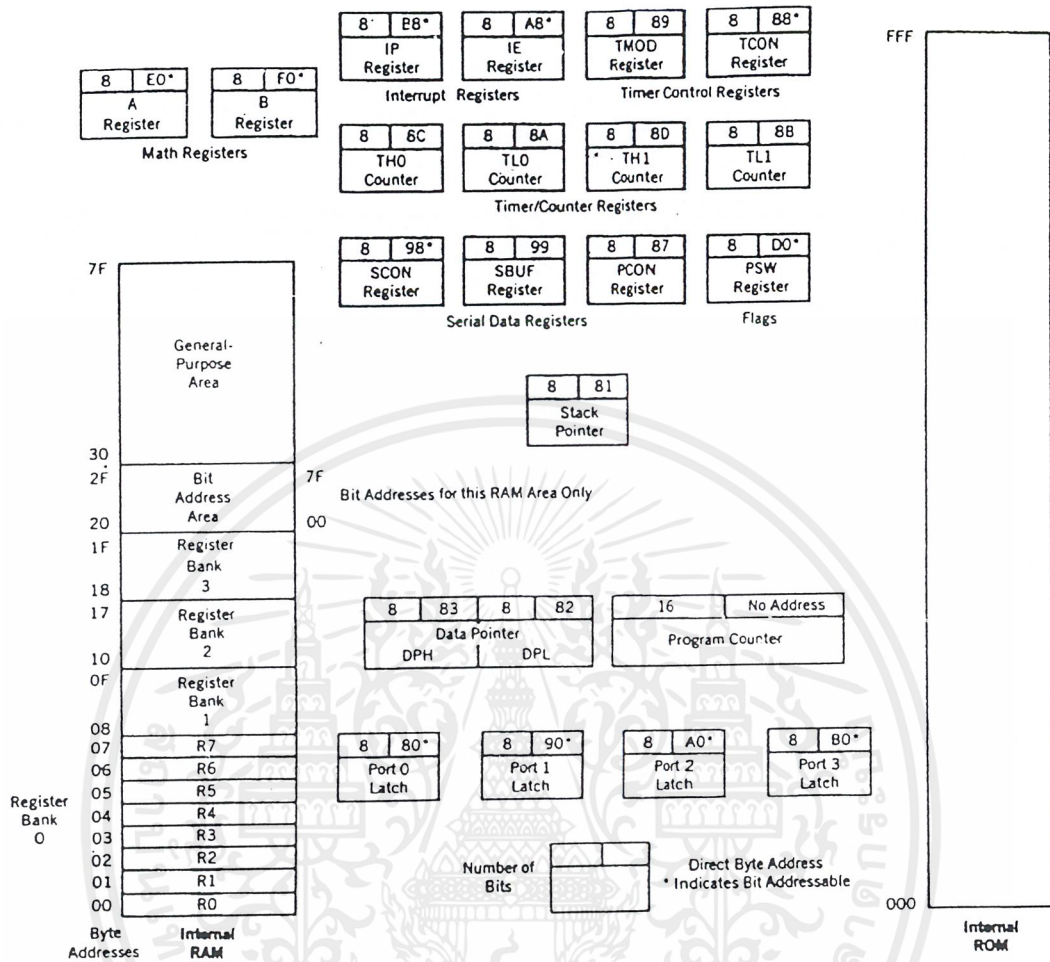 8 B8*
8 A8*
8 89
8 88*
IP
Register
IE
Register
TMOD
Register
TCON
Register
Interrupt Registers
Timer Control Registers
8 E0*
8 F0*
A
Register
B
Register
Math Registers
8 8C
8 8A
8 8D
8 8B
TH0
Counter
TL0
Counter
TH1
Counter
TL1
Counter
Timer/Counter Registers
8 98*
8 99
8 87
8 D0*
SCON
Register
SBUF
Register
PCON
Register
PSW
Register
Serial Data Registers
Flags
8 81
Stack
Pointer
7F
General-
Purpose
Area
30
2F
Bit
Address
Area
20
7F
00
Bit Addresses for this RAM Area Only
1F
Register
Bank
3
18
17
Register
Bank
2
10
0F
Register
Bank
1
08
07 R7
06 R6
05 R5
04 R4
03 R3
02 R2
01 R1
00 R0
Register
Bank
0
Byte
Addresses
Internal
RAM
8 83 8 82
Data Pointer
DPH DPL
16 No Address
Program Counter
8 80*
8 90*
8 A0*
8 B0*
Port 0
Latch
Port 1
Latch
Port 2
Latch
Port 3
Latch
Number of
Bits
Direct Byte Address
* Indicates Bit Addressable
FFF
000
Internal
ROM